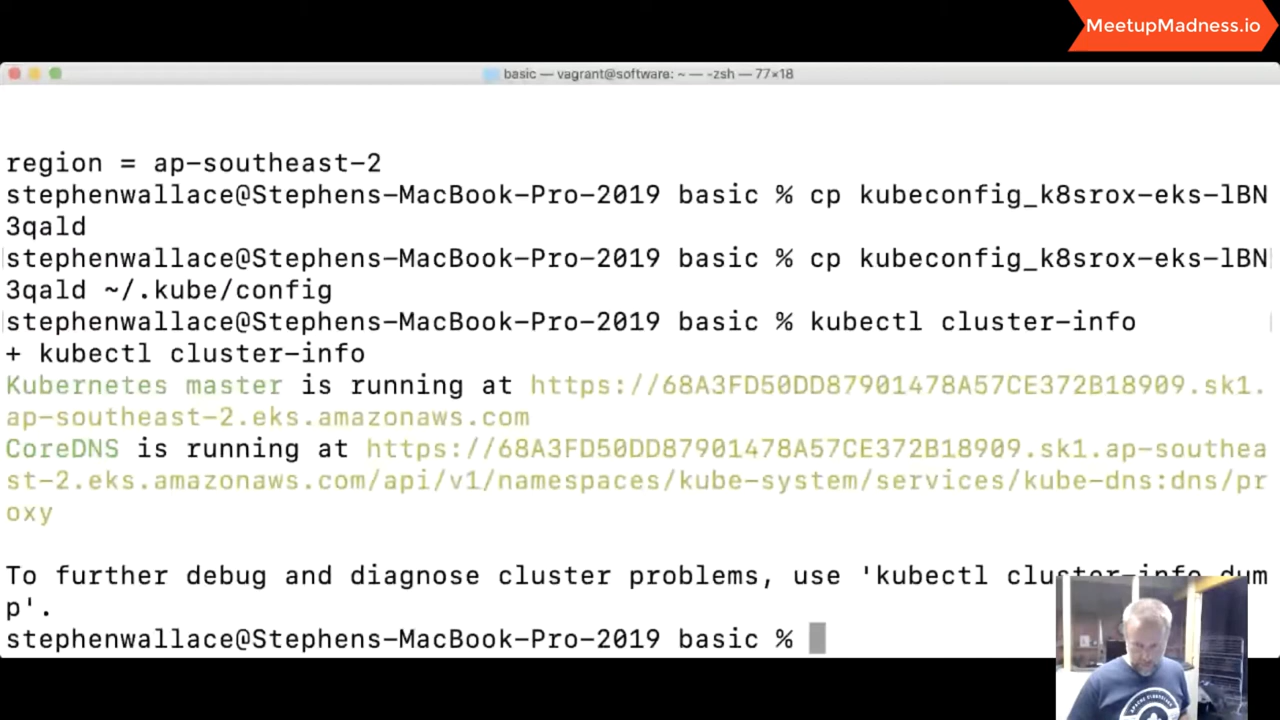 MeetupMadness.io
basic — vagrant@software: ~ — -zsh — 77×18
region = ap-southeast-2
stephenwallace@Stephens-MacBook-Pro-2019 basic % cp kubeconfig_k8srox-eks-lBN
3qald
stephenwallace@Stephens-MacBook-Pro-2019 basic % cp kubeconfig_k8srox-eks-lBN
3qald ~/.kube/config
stephenwallace@Stephens-MacBook-Pro-2019 basic % kubectl cluster-info
+ kubectl cluster-info
Kubernetes master is running at https://68A3FD50DD87901478A57CE372B18909.sk1.
ap-southeast-2.eks.amazonaws.com
CoreDNS is running at https://68A3FD50DD87901478A57CE372B18909.sk1.ap-southea
st-2.eks.amazonaws.com/api/v1/namespaces/kube-system/services/kube-dns:dns/pr
oxy
To further debug and diagnose cluster problems, use 'kubectl cluster-info dum
p'.
stephenwallace@Stephens-MacBook-Pro-2019 basic %